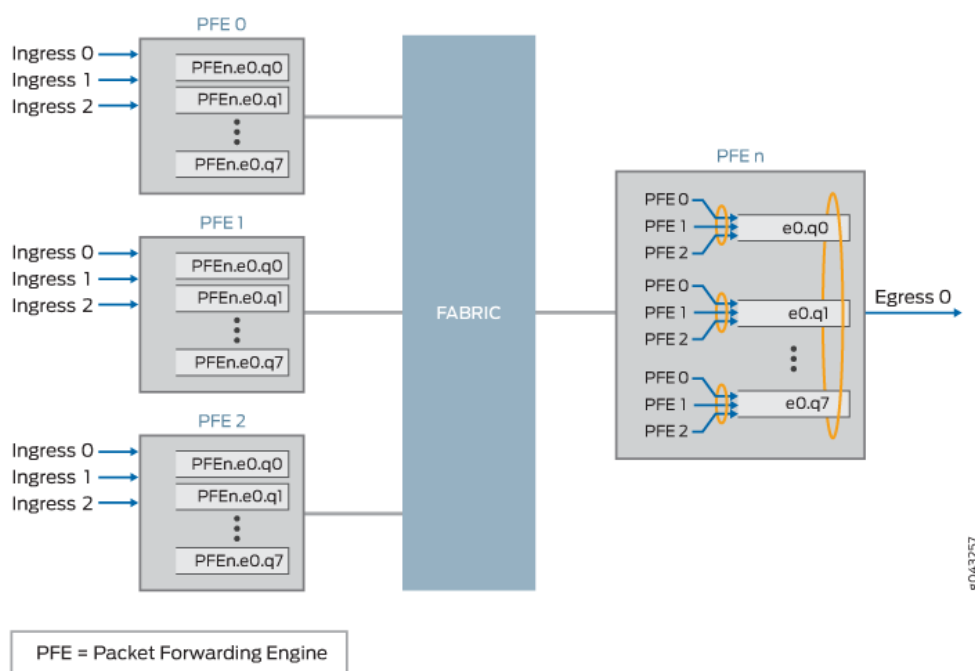 PFE 0
Ingress 0
Ingress 1
Ingress 2
PFEn.e0.q0
PFEn.e0.q1
PFEn.e0.q7
PFE 1
Ingress 0
Ingress 1
Ingress 2
PFEn.e0.q0
PFEn.e0.q1
PFEn.e0.q7
PFE 2
Ingress 0
Ingress 1
Ingress 2
PFEn.e0.q0
PFEn.e0.q1
PFEn.e0.q7
FABRIC
PFE n
PFE 0
PFE 1
PFE 2
e0.q0
PFE 0
PFE 1
PFE 2
e0.q1
PFE 0
PFE 1
PFE 2
e0.q7
Egress 0
g043257
PFE = Packet Forwarding Engine